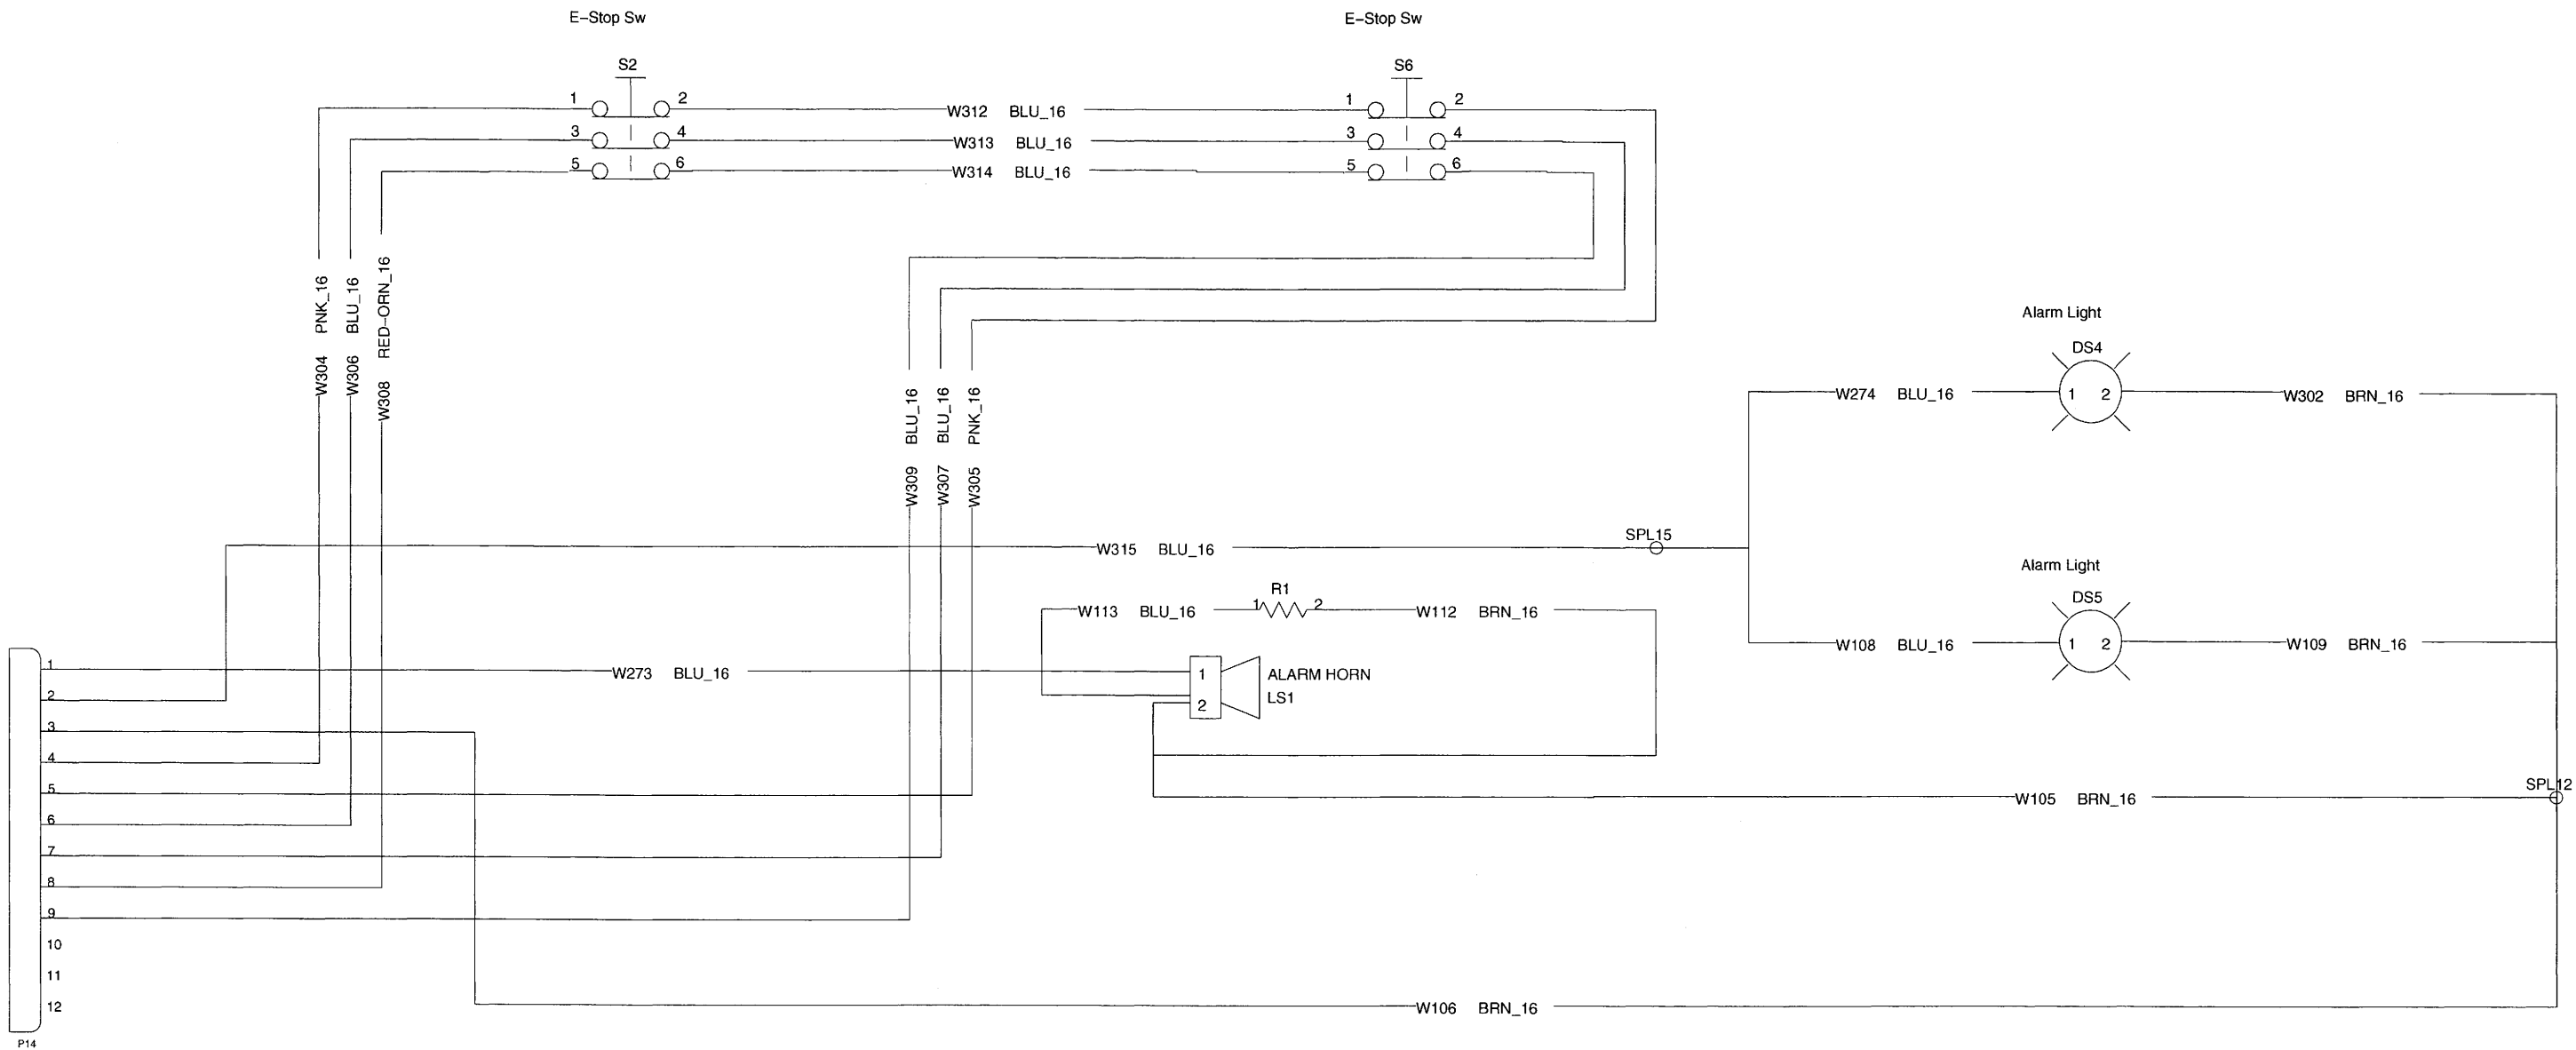 E-Stop Sw
E-Stop Sw
S2
S6
1
2
W312 BLU_16
1
2
3
4
W313 BLU_16
3
4
5
6
W314 BLU_16
5
6
W304 PNK_16
W306 BLU_16
W308 RED-ORN_16
W309 BLU_16
W307 BLU_16
W305 PNK_16
Alarm Light
DS4
W274 BLU_16
1 2
W302 BRN_16
W315 BLU_16
SPL15
Alarm Light
DS5
W108 BLU_16
1 2
W109 BRN_16
R1
W113 BLU_16
1
2
W112 BRN_16
W273 BLU_16
1
2
ALARM HORN
LS1
SPL12
W105 BRN_16
1
2
3
4
5
6
7
8
9
10
11
12
W106 BRN_16
P14